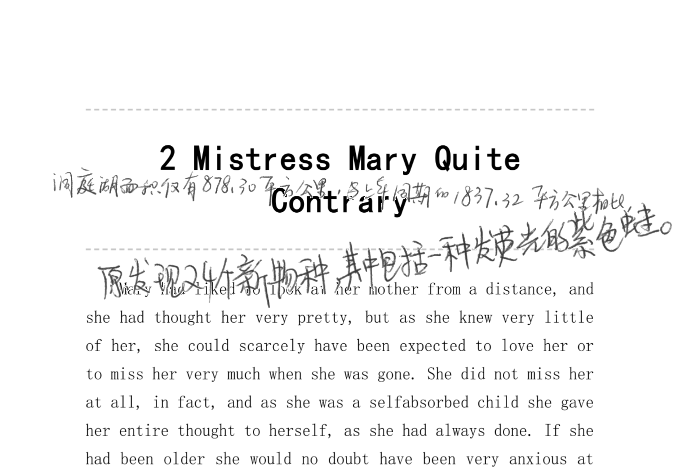 2 Mistress Mary Quite
洞庭湖面积仅有878.30平方公里,与去年同期的1837.32平方公里相比,
Contrary
原发现24个新物种,其中包括一种发荧光的紫色蛙。
Mary had liked to look at her mother from a distance, and
she had thought her very pretty, but as she knew very little
of her, she could scarcely have been expected to love her or
to miss her very much when she was gone. She did not miss her
at all, in fact, and as she was a selfabsorbed child she gave
her entire thought to herself, as she had always done. If she
had been older she would no doubt have been very anxious at